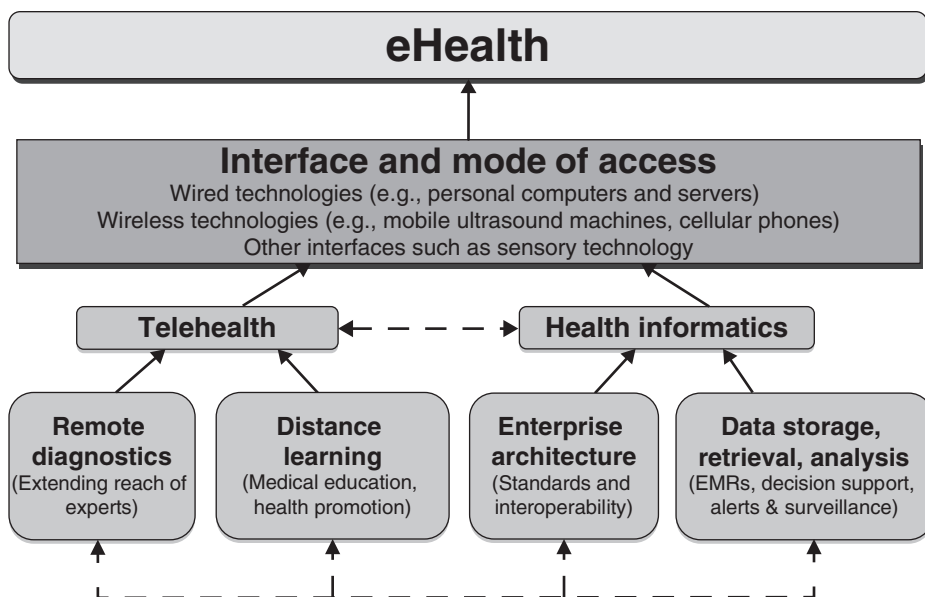 eHealth
Interface and mode of access
Wired technologies (e.g., personal computers and servers)
Wireless technologies (e.g., mobile ultrasound machines, cellular phones)
Other interfaces such as sensory technology
Telehealth
Health informatics
Remote
diagnostics
(Extending reach of
experts)
Distance
learning
(Medical education,
health promotion)
Enterprise
architecture
(Standards and
interoperability)
Data storage,
retrieval, analysis
(EMRs, decision support,
alerts & surveillance)